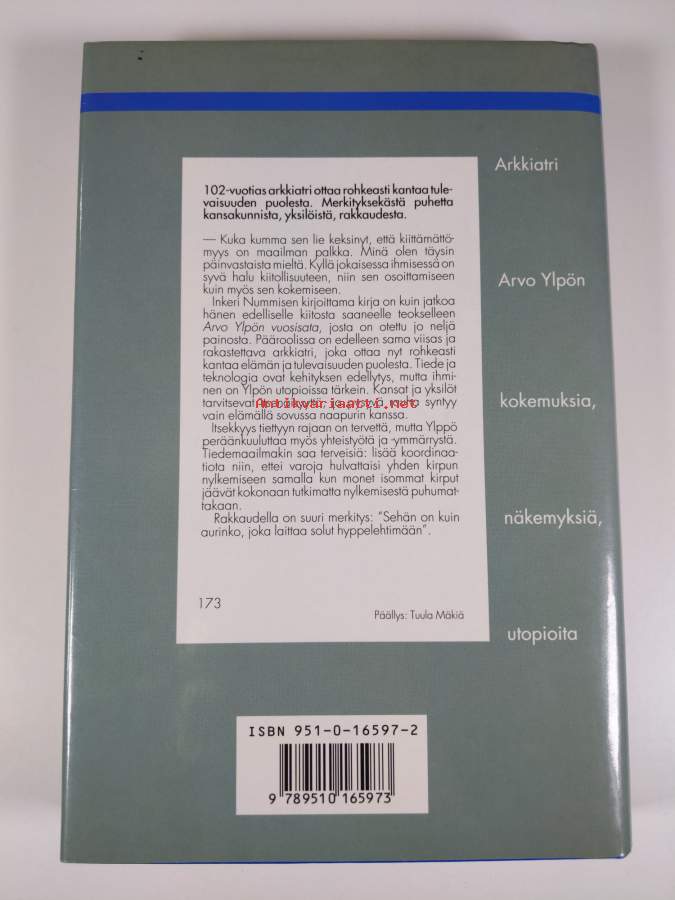 Arkkiatri
Arvo Ylpön
kokemuksia,
näkemyksiä,
utopioita
102-vuotias arkkiatri ottaa rohkeasti kantaa tule-
vaisuuden puolesta. Merkityksekästä puhetta
kansakunnista, yksilöistä, rakkaudesta.
— Kuka kumma sen lie keksinyt, että kiittämättö-
myys on maailman palkka. Minä olen täysin
päinvastaista mieltä. Kyllä jokaisessa ihmisessä on
syvä halu kiitollisuuteen, niin sen osoittamiseen
kuin myös sen kokemiseen.
Inkeri Nummisen kirjoittama kirja on kuin jatkoa
hänen edelliselle kiitosta saaneelle teokselleen
Arvo Ylpön vuosisata, josta on otettu jo neljä
painosta. Pääroolissa on edelleen sama viisas ja
rakastettava arkkiatri, joka ottaa nyt rohkeasti
kantaa elämän ja tulevaisuuden puolesta. Tiede ja
teknologia ovat kehityksen edellytys, mutta ihmi-
nen on Ylpön utopioissa tärkein. Kansat ja yksilöt
tarvitsevat rauhaa syntyy
Antikvariaatti.net
vain elämällä sovussa naapurin kanssa.
Itsekkyys tiettyyn rajaan on tervettä, mutta Ylppö
peräänkuuluttaa myös yhteistyötä ja -ymmärrystä.
Tiedemaailmakin saa terveisiä: lisää koordinaa-
tiota niin, ettei varoja hulvattaisi yhden kirpun
nylkemiseen samalla kun monet isommat kirput
jäävät kokonaan tutkimatta nylkemisestä puhumat-
takaan.
Rakkaudella on suuri merkitys: "Sehän on kuin
aurinko, joka laittaa solut hyppelehtimään".
173
Päällys: Tuula Mäkiä
ISBN 951-0-16597-2
9 789510 165973